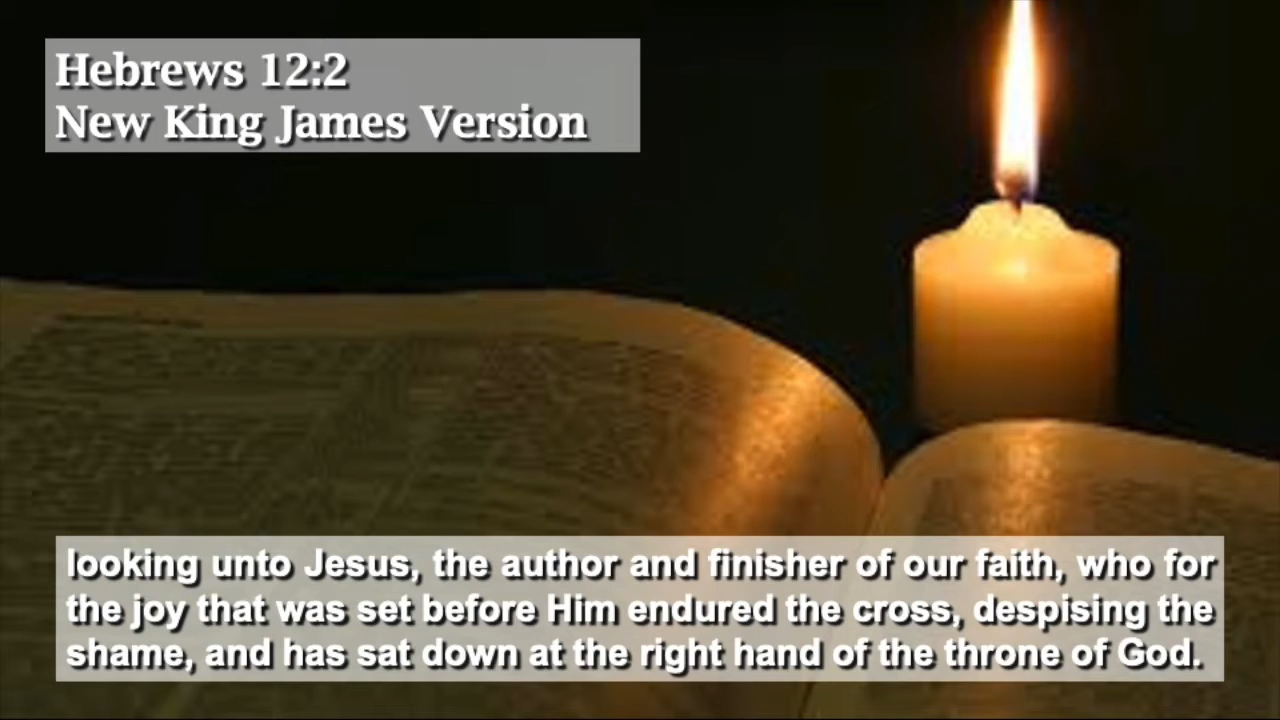 Hebrews 12:2
New King James Version
looking unto Jesus, the author and finisher of our faith, who for
the joy that was set before Him endured the cross, despising the
shame, and has sat down at the right hand of the throne of God.